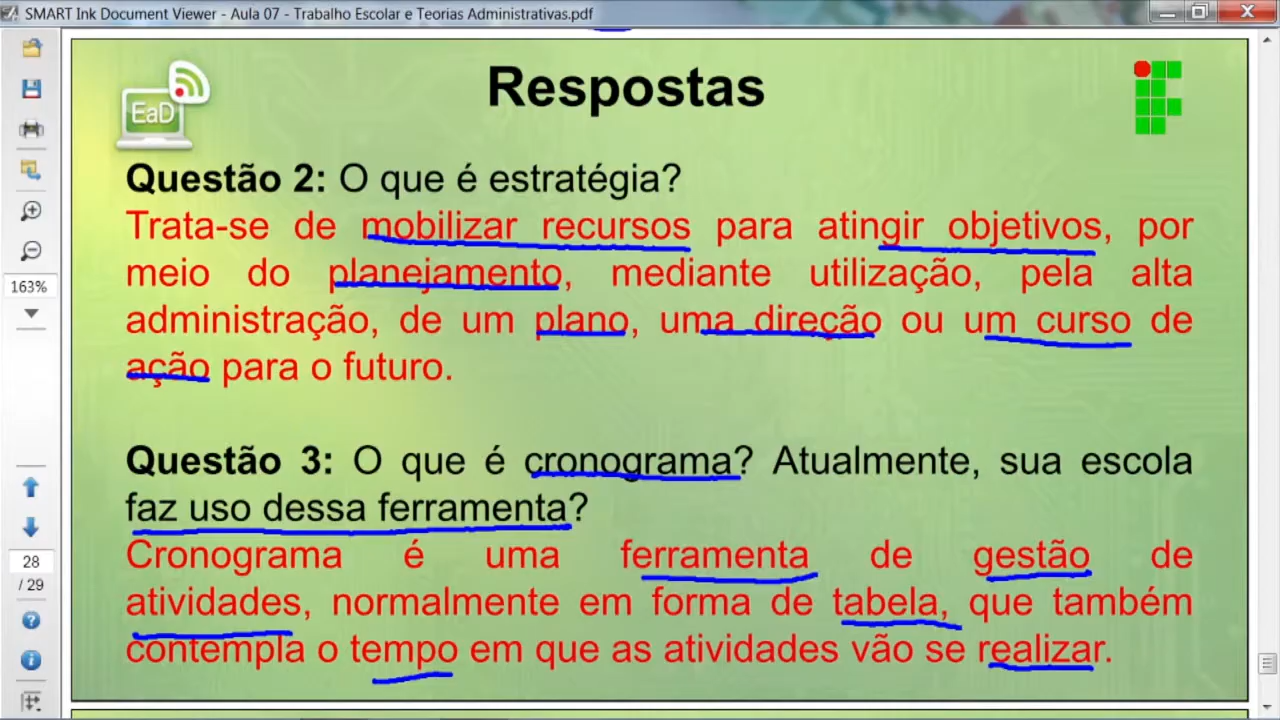 SMART Ink Document Viewer - Aula 07 - Trabalho Escolar e Teorias Administrativas.pdf
EaD
Respostas
Questão 2: O que é estratégia?
Trata-se de mobilizar recursos para atingir objetivos, por
meio do planejamento, mediante utilização, pela alta
administração, de um plano, uma direção ou um curso de
ação para o futuro.
Questão 3: O que é cronograma? Atualmente, sua escola
faz uso dessa ferramenta?
Cronograma é uma ferramenta de gestão de
atividades, normalmente em forma de tabela, que também
contempla o tempo em que as atividades vão se realizar.
163%
28
/ 29